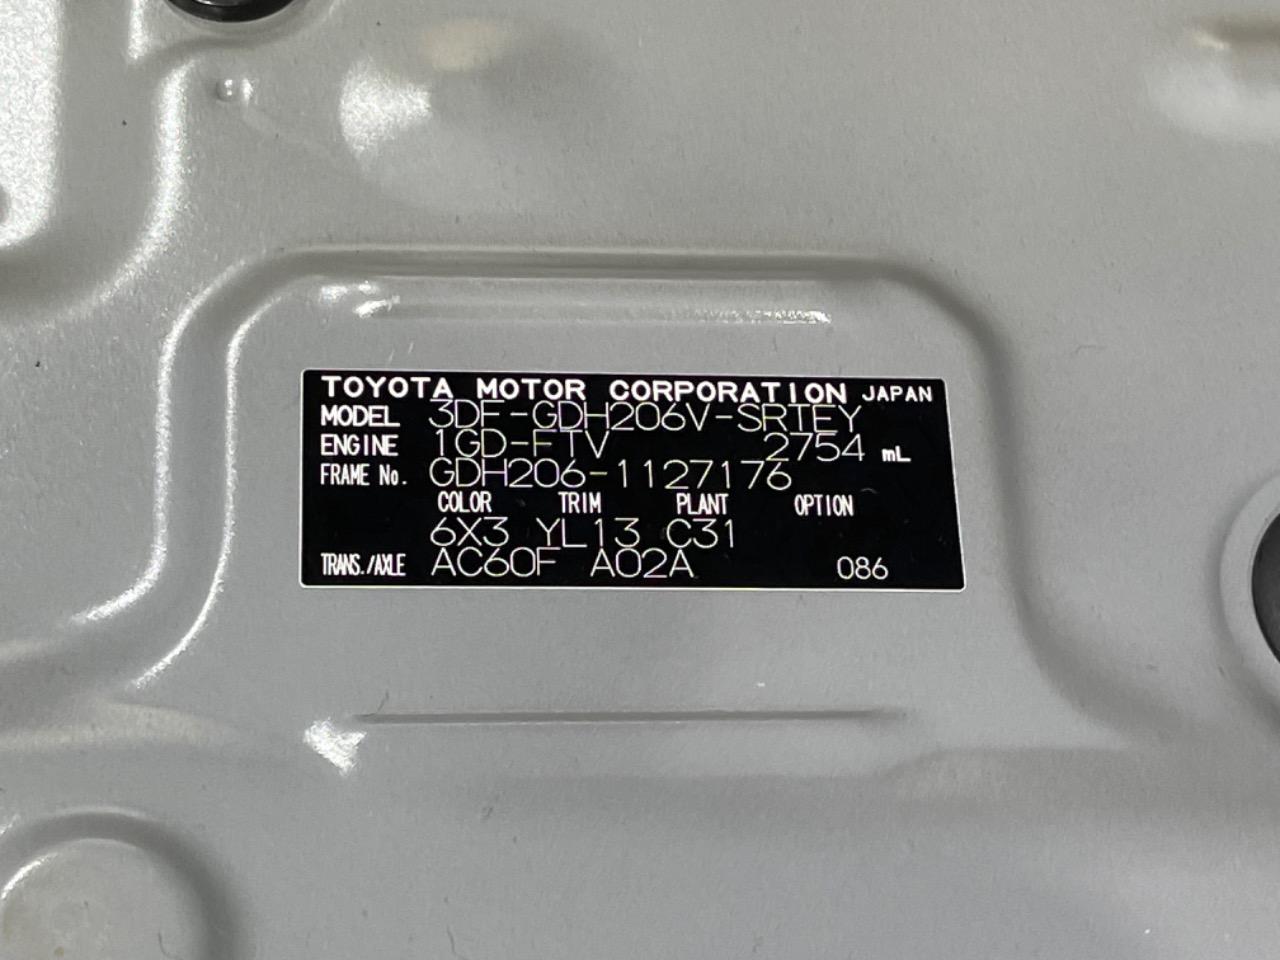 TOYOTA MOTOR CORPORATION JAPAN
MODEL 3DF-GDH206V-SRTEY
ENGINE 1GD-FTV 2754 mL
FRAME No. GDH206-1127176
COLOR TRIM PLANT OPTION
6X3 YL13 C31
TRANS./AXLE AC60F A02A 086